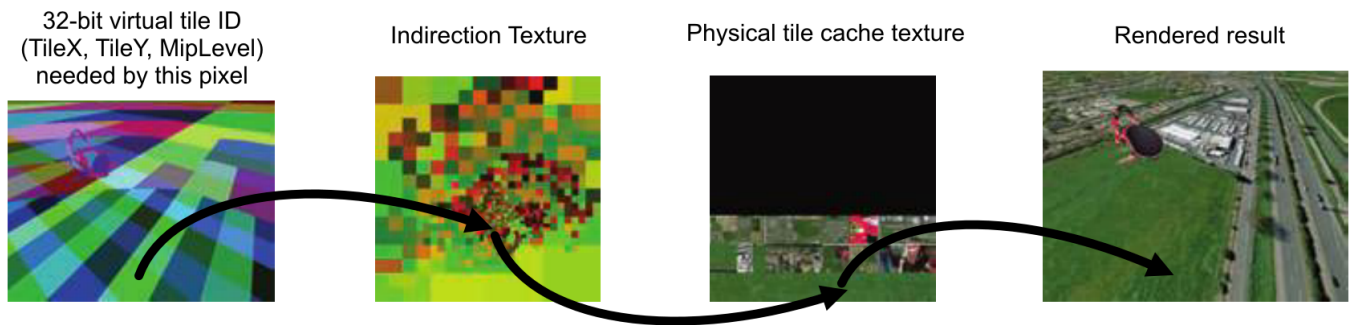 32-bit virtual tile ID
(TileX, TileY, MipLevel)
needed by this pixel
Indirection Texture
Physical tile cache texture
Rendered result